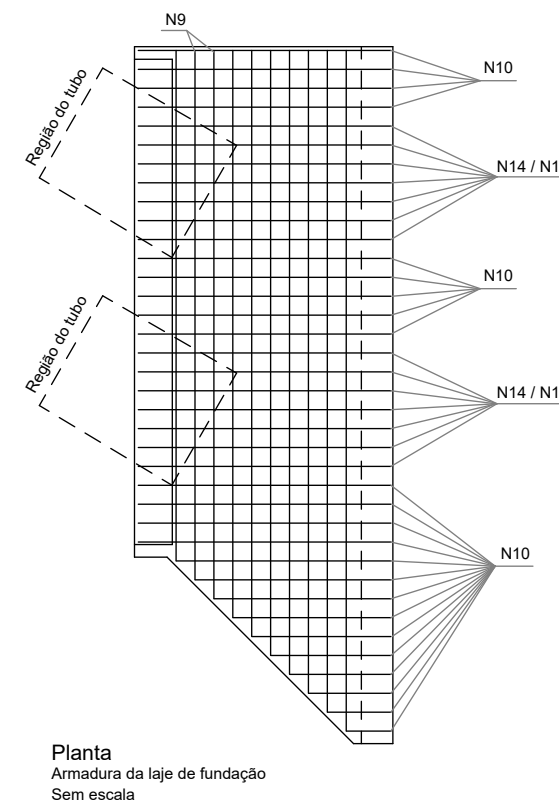 N9
Região do tubo
N10
N14 / N1
N10
Região do tubo
N14 / N1
N10
Planta
Armadura da laje de fundação
Sem escala